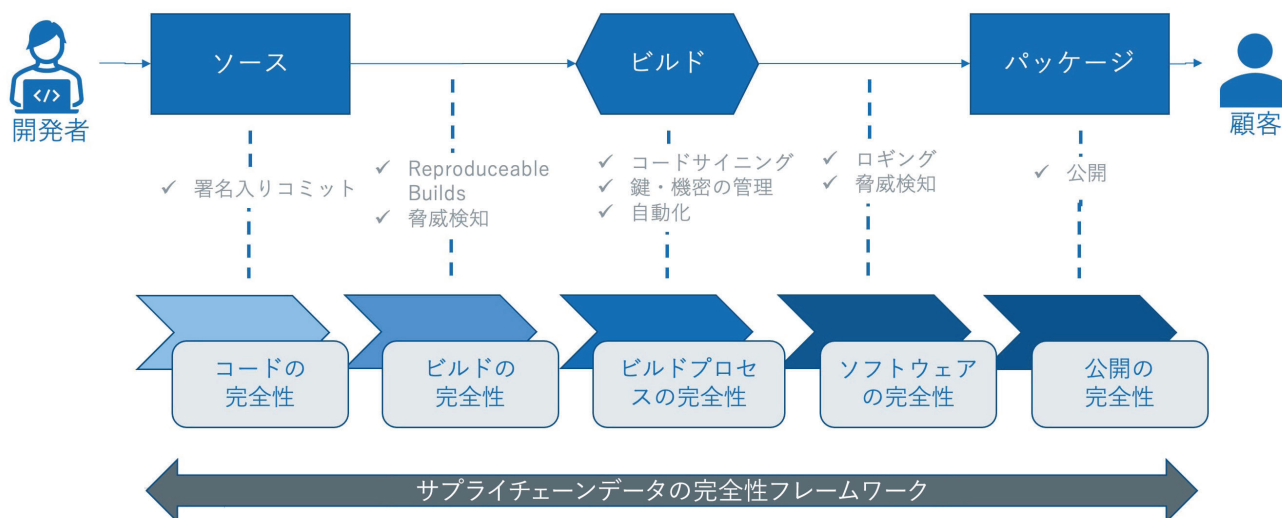 ソース
ビルド
パッケージ
</>
開発者
顧客
✓ 署名入りコミット
✓ Reproduceable
Builds
✓ 脅威検知
✓ コードサイニング
✓ 鍵・機密の管理
✓ 自動化
✓ ロギング
✓ 脅威検知
✓ 公開
コードの
完全性
ビルドの
完全性
ビルドプロセ
スの完全性
ソフトウェア
の完全性
公開の
完全性
サプライチェーンデータの完全性フレームワーク